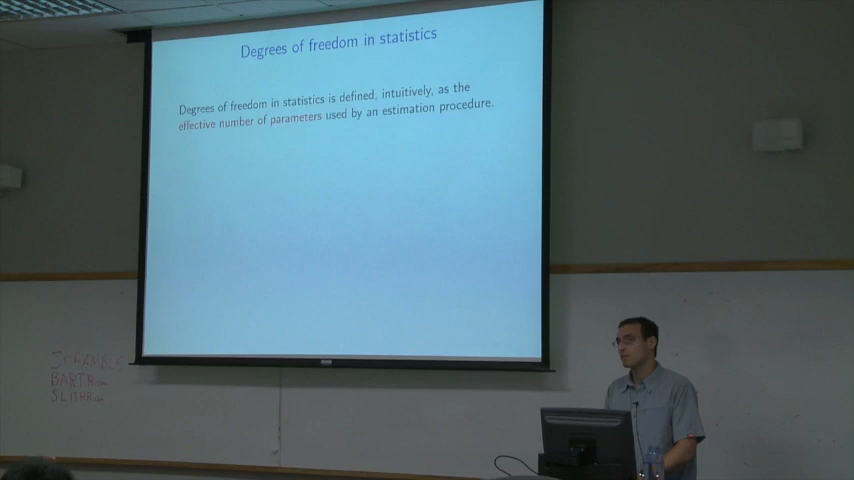 Degrees of freedom in statistics
Degrees of freedom in statistics is defined, intuitively, as the
effective number of parameters used by an estimation procedure.